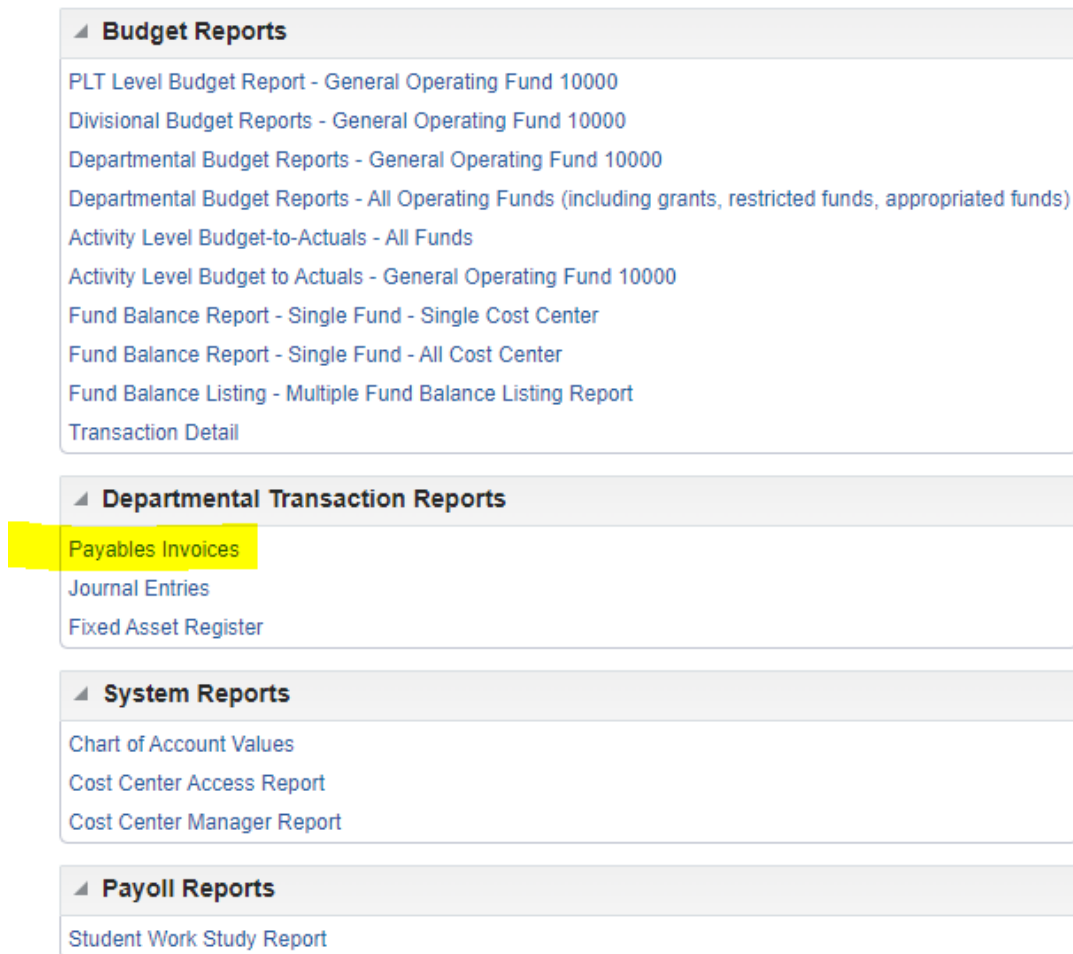 Budget Reports
PLT Level Budget Report - General Operating Fund 10000
Divisional Budget Reports - General Operating Fund 10000
Departmental Budget Reports - General Operating Fund 10000
Departmental Budget Reports - All Operating Funds (including grants, restricted funds, appropriated funds)
Activity Level Budget-to-Actuals - All Funds
Activity Level Budget to Actuals - General Operating Fund 10000
Fund Balance Report - Single Fund - Single Cost Center
Fund Balance Report - Single Fund - All Cost Center
Fund Balance Listing - Multiple Fund Balance Listing Report
Transaction Detail
Departmental Transaction Reports
Payables Invoices
Journal Entries
Fixed Asset Register
System Reports
Chart of Account Values
Cost Center Access Report
Cost Center Manager Report
Payoll Reports
Student Work Study Report